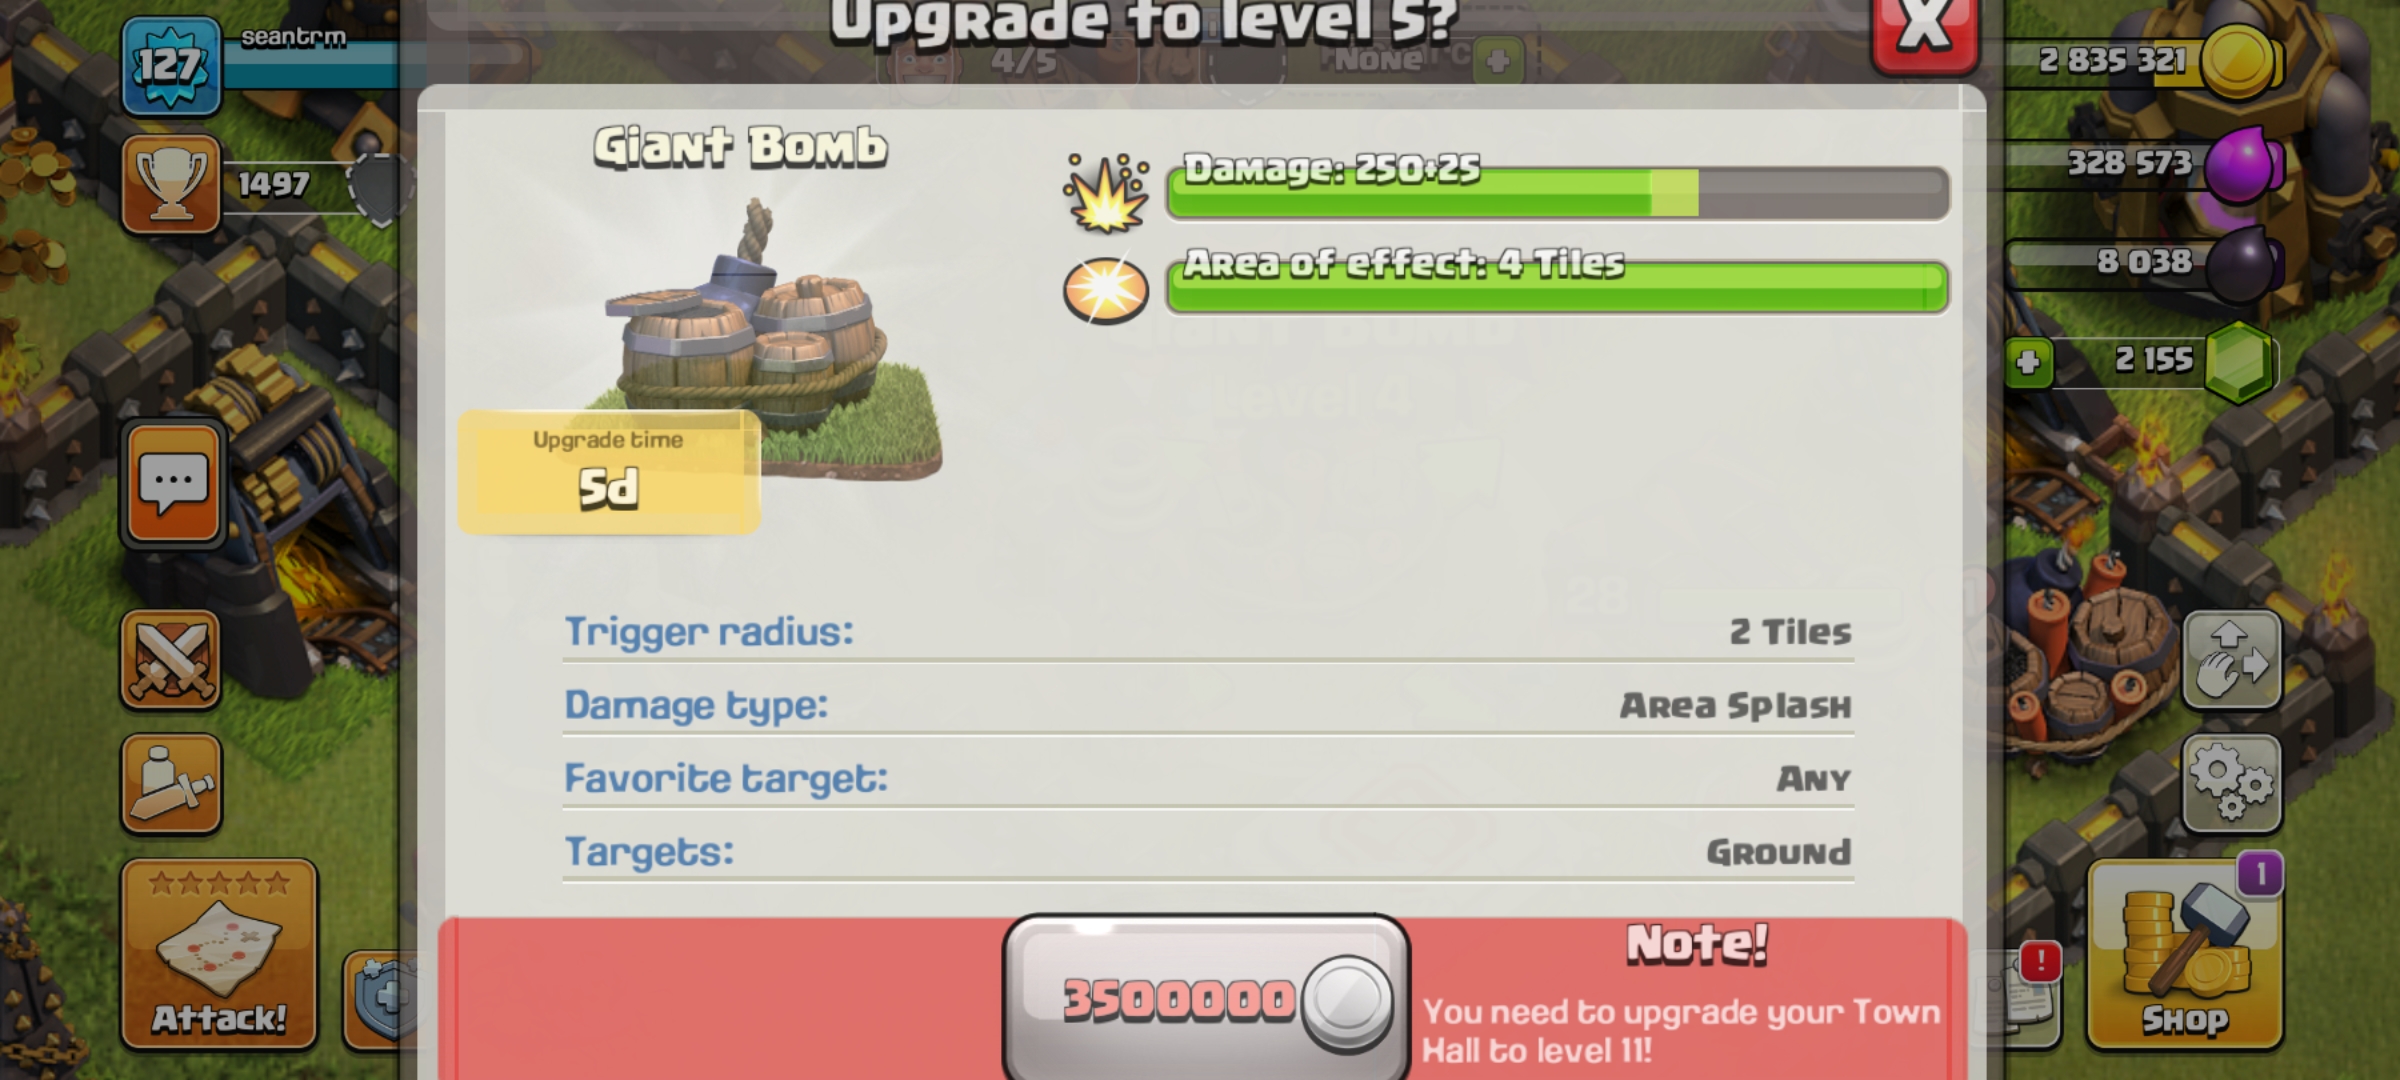 Upgrade to level 5?
127
seantrm
4/5
None
2 835 321
1497
328 573
8 038
2 155
Giant Bomb
Damage: 250+25
Area of effect: 4 Tiles
Level 4
Upgrade time
5d
28
Trigger radius: 2 Tiles
Damage type: Area Splash
Favorite target: Any
Targets: Ground
Attack!
3500000
Note!
You need to upgrade your Town
Hall to level 11!
!
1
Shop